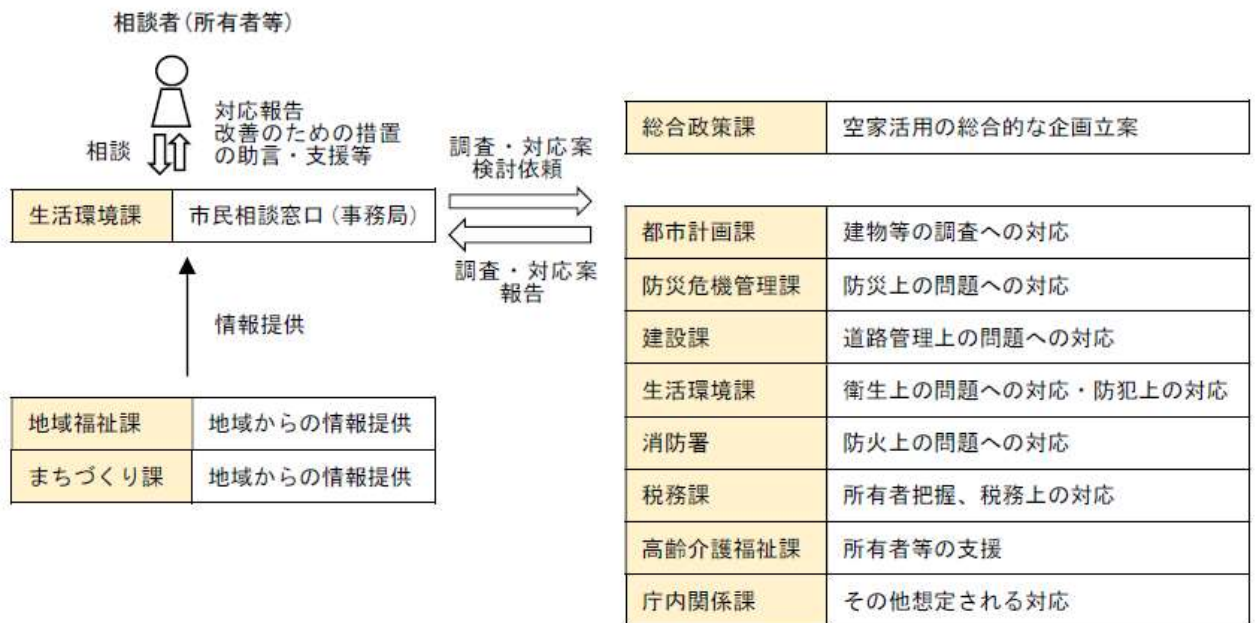 相談者(所有者等)
対応報告
改善のための措置
の助言・支援等
相談
生活環境課 市民相談窓口(事務局)
調査・対応案
検討依頼
調査・対応案
報告
情報提供
地域福祉課 地域からの情報提供
まちづくり課 地域からの情報提供
総合政策課 空家活用の総合的な企画立案
都市計画課 建物等の調査への対応
防災危機管理課 防災上の問題への対応
建設課 道路管理上の問題への対応
生活環境課 衛生上の問題への対応・防犯上の対応
消防署 防火上の問題への対応
税務課 所有者把握、税務上の対応
高齢介護福祉課 所有者等の支援
庁内関係課 その他想定される対応